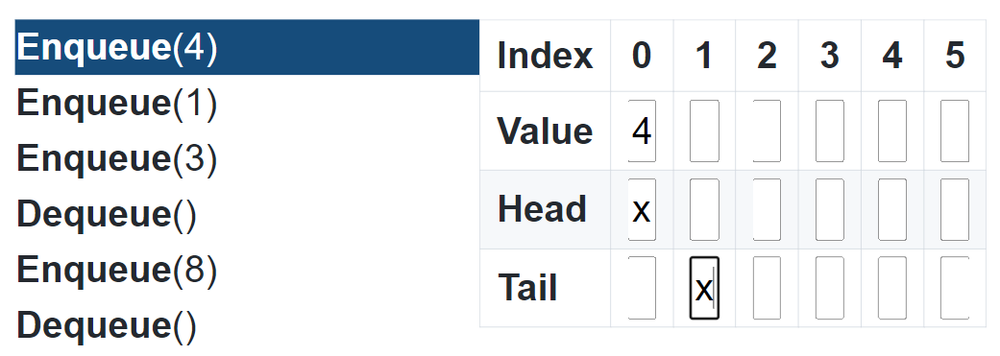 Enqueue(4)
Enqueue(1)
Enqueue(3)
Dequeue()
Enqueue(8)
Dequeue()
Index 0 1 2 3 4 5
Value 4
Head x
Tail x